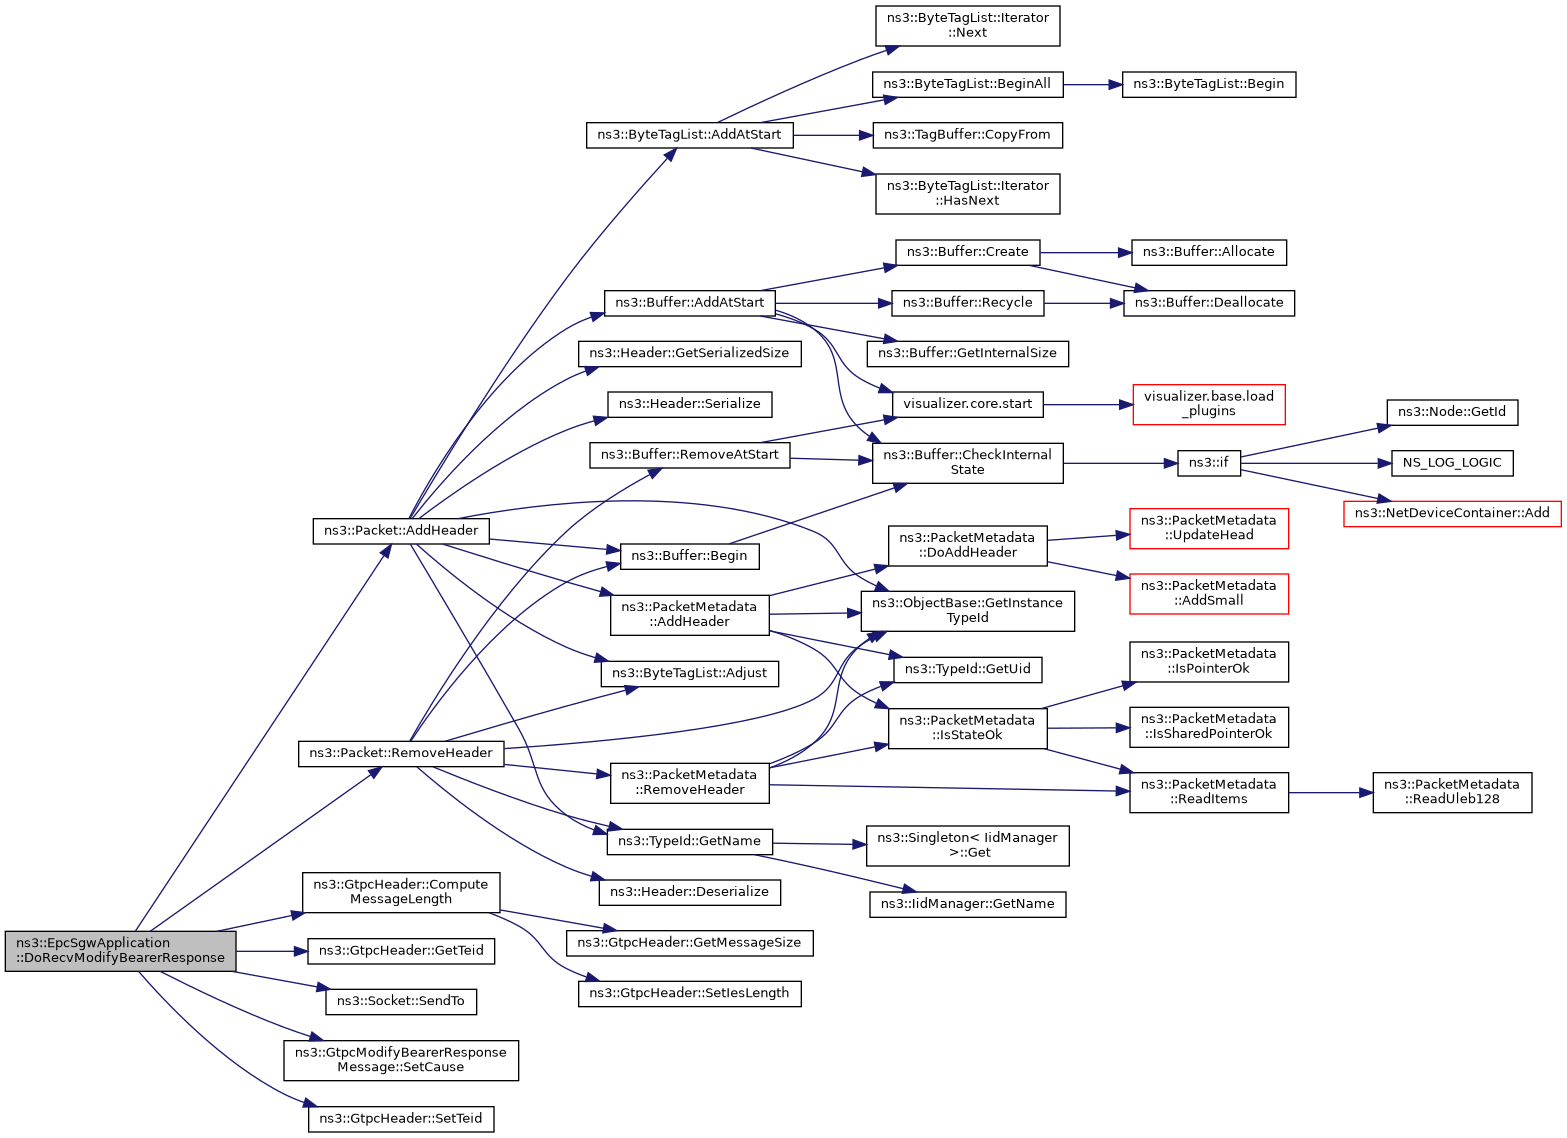 ns3::ByteTagList::Iterator
::Next
ns3::ByteTagList::BeginAll
ns3::ByteTagList::Begin
ns3::ByteTagList::AddAtStart
ns3::TagBuffer::CopyFrom
ns3::ByteTagList::Iterator
::HasNext
ns3::Buffer::Create
ns3::Buffer::Allocate
ns3::Buffer::AddAtStart
ns3::Buffer::Recycle
ns3::Buffer::Deallocate
ns3::Header::GetSerializedSize
ns3::Buffer::GetInternalSize
ns3::Header::Serialize
visualizer.core.start
visualizer.base.load
_plugins
ns3::Node::GetId
ns3::Buffer::RemoveAtStart
ns3::Buffer::CheckInternal
State
ns3::if
NS_LOG_LOGIC
ns3::NetDeviceContainer::Add
ns3::Packet::AddHeader
ns3::Buffer::Begin
ns3::PacketMetadata
::DoAddHeader
ns3::PacketMetadata
::UpdateHead
ns3::PacketMetadata
::AddSmall
ns3::PacketMetadata
::AddHeader
ns3::ObjectBase::GetInstance
TypeId
ns3::ByteTagList::Adjust
ns3::TypeId::GetUid
ns3::PacketMetadata
::IsPointerOk
ns3::PacketMetadata
::IsStateOk
ns3::PacketMetadata
::IsSharedPointerOk
ns3::Packet::RemoveHeader
ns3::PacketMetadata
::RemoveHeader
ns3::PacketMetadata
::ReadItems
ns3::PacketMetadata
::ReadUleb128
ns3::TypeId::GetName
ns3::Singleton< IidManager
>::Get
ns3::Header::Deserialize
ns3::IidManager::GetName
ns3::GtpcHeader::Compute
MessageLength
ns3::GtpcHeader::GetMessageSize
ns3::EpcSgwApplication
::DoRecvModifyBearerResponse
ns3::GtpcHeader::GetTeid
ns3::GtpcHeader::SetIesLength
ns3::Socket::SendTo
ns3::GtpcModifyBearerResponse
Message::SetCause
ns3::GtpcHeader::SetTeid